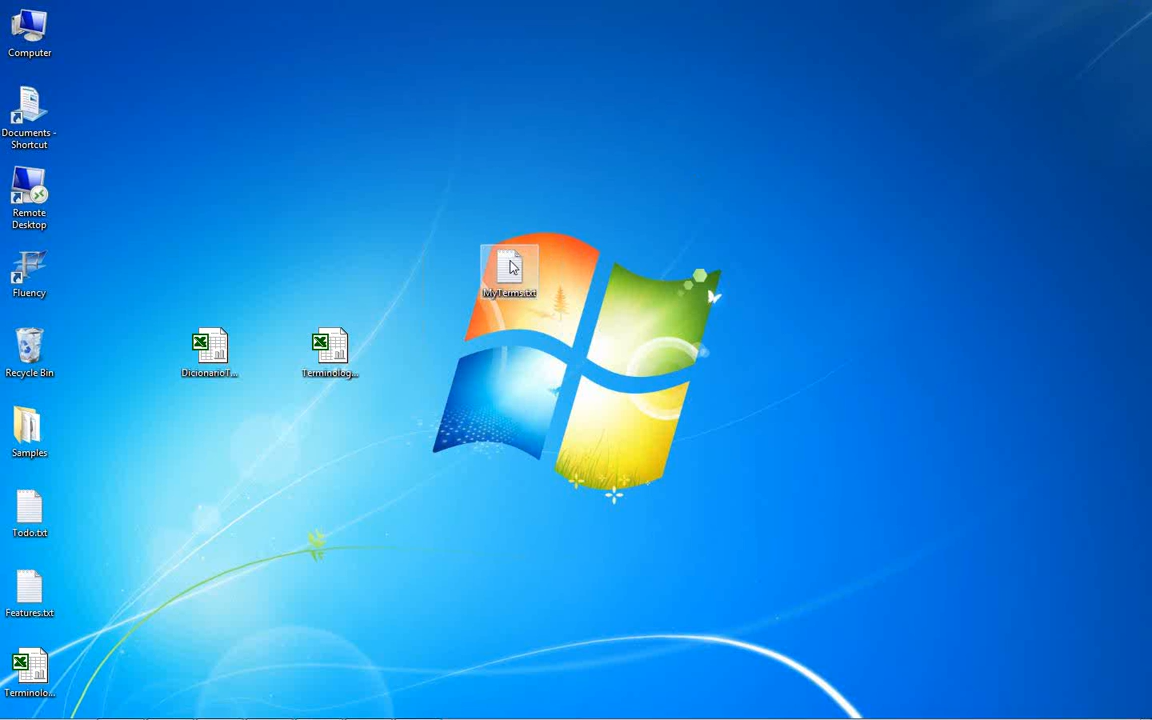 Computer
Documents -
Shortcut
Remote
Desktop
Fluency
Recycle Bin
Samples
Todo.txt
Features.txt
Terminolo...
DicionarioT...
Terminolog...
MyTerms.txt